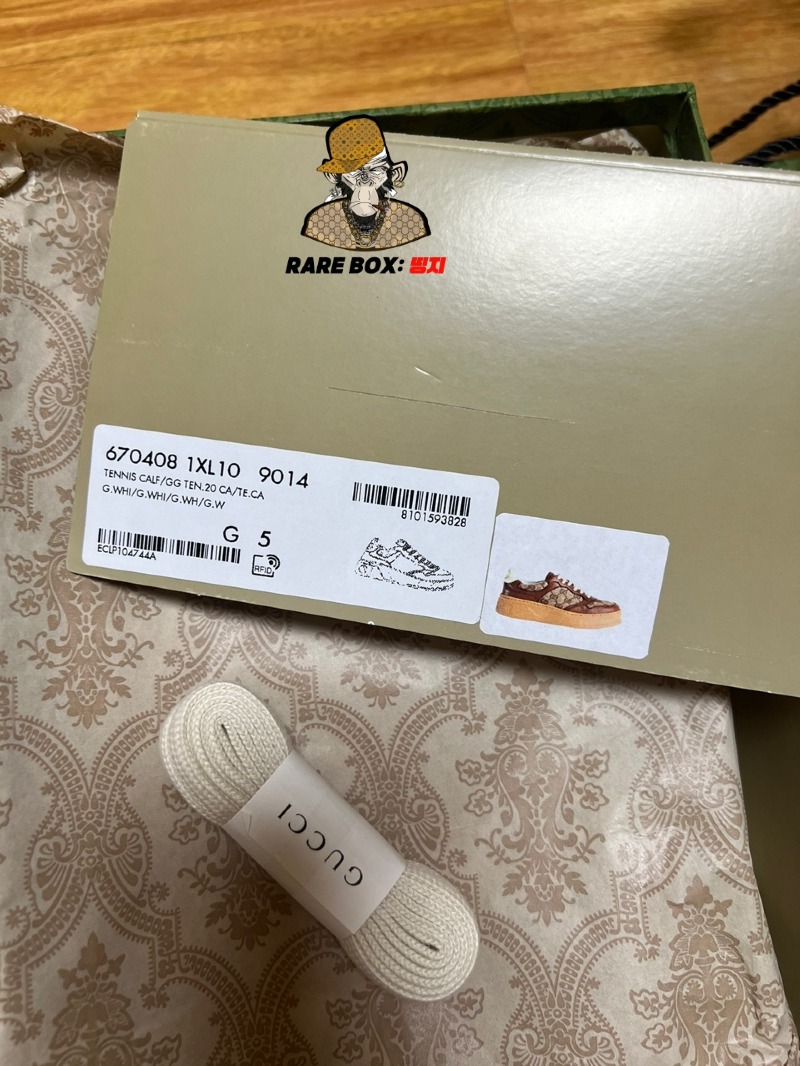 RARE BOX: 띵지
670408 1XL10 9014
TENNIS CALF/GG TEN.20 CA/TE.CA
G.WHI/G.WHI/G.WH/G.W
8101593828
G 5
ECLP104744A
RFID
GUCCI